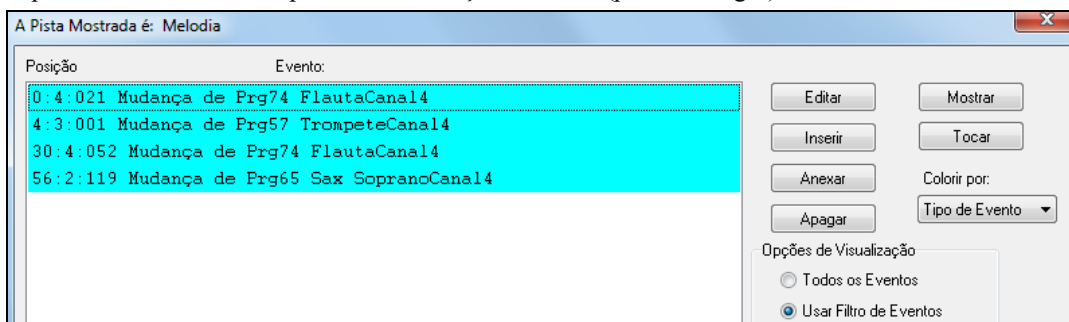 A Pista Mostrada é: Melodia
Posição Evento:
0:4:021 Mudança de Prg74 FlautaCanal4
4:3:001 Mudança de Prg57 TrompeteCanal4
30:4:052 Mudança de Prg74 FlautaCanal4
56:2:119 Mudança de Prg65 Sax SopranoCanal4
Editar Mostrar
Inserir Tocar
Anexar Colorir por:
Apagar Tipo de Evento
Opções de Visualização
Todos os Eventos
Usar Filtro de Eventos